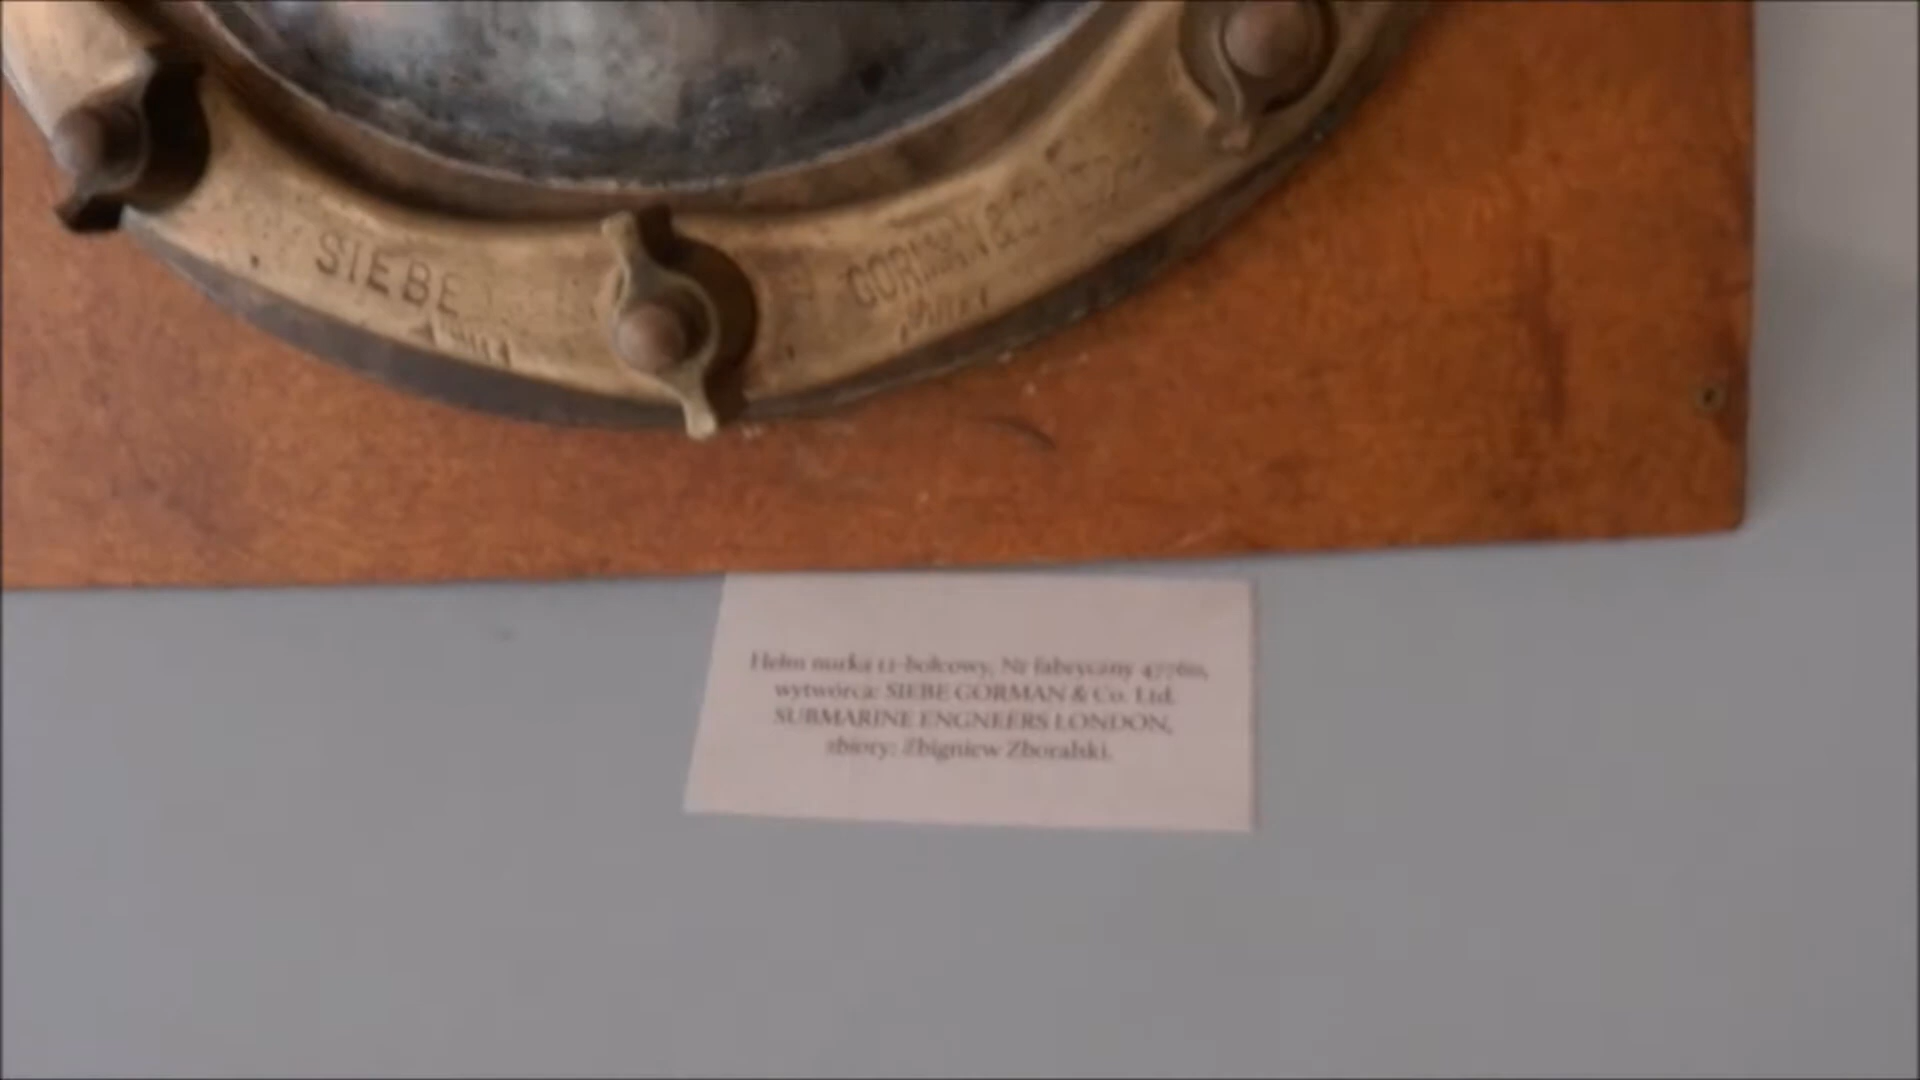 SIEBE GORMAN & CO LTD
Hełm nurka 12-bolcowy, Nr fabryczny
wytwórca: SIEBE GORMAN & Co. Ltd.
SUBMARINE ENGNEERS LONDON,
zbiory: Zbigniew Zboralski.